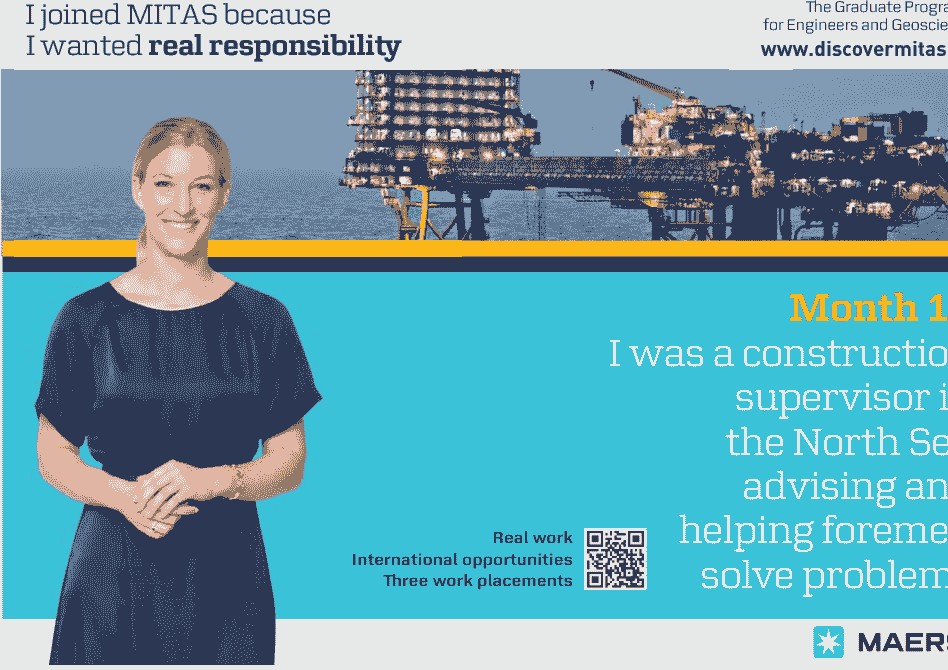 I joined MITAS because
I wanted real responsibility
The Graduate Progra
for Engineers and Geoscie
www.discovermitas
Month 1
I was a constructio
supervisor i
the North Se
advising an
helping foreme
solve problem
Real work
International opportunities
Three work placements
MAERS